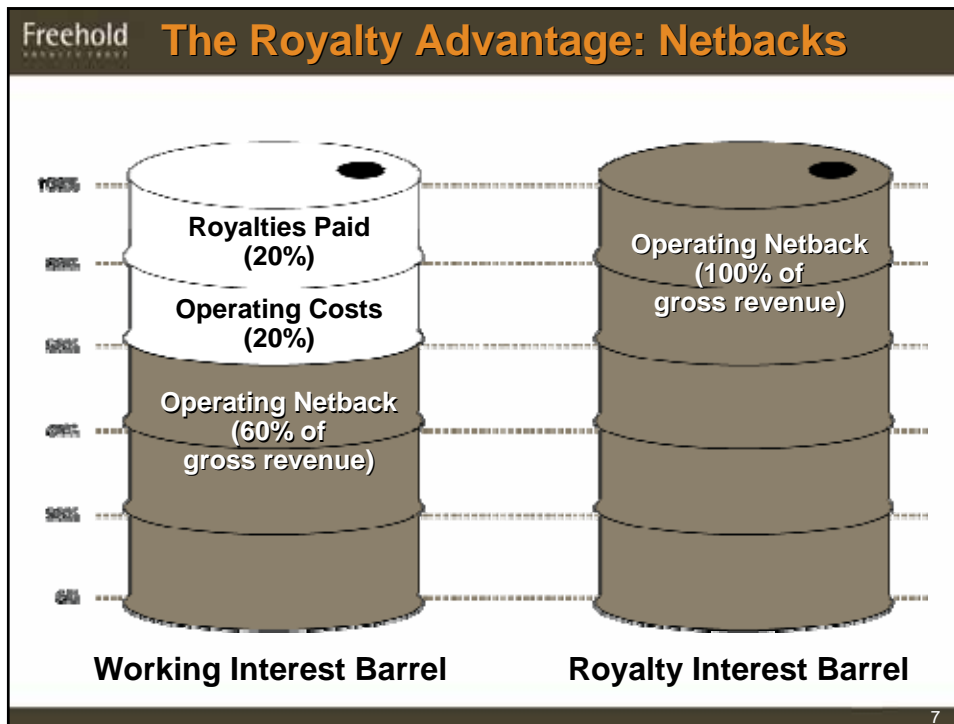 Freehold
The Royalty Advantage: Netbacks
100%
Royalties Paid
(20%)
Operating Costs
(20%)
Operating Netback
(60% of
gross revenue)
Operating Netback
(100% of
gross revenue)
Working Interest Barrel
Royalty Interest Barrel
7